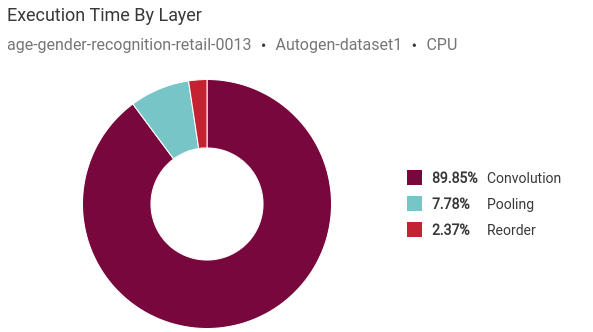 Execution Time By Layer
age-gender-recognition-retail-0013 • Autogen-dataset1 • CPU
89.85% Convolution
7.78% Pooling
2.37% Reorder